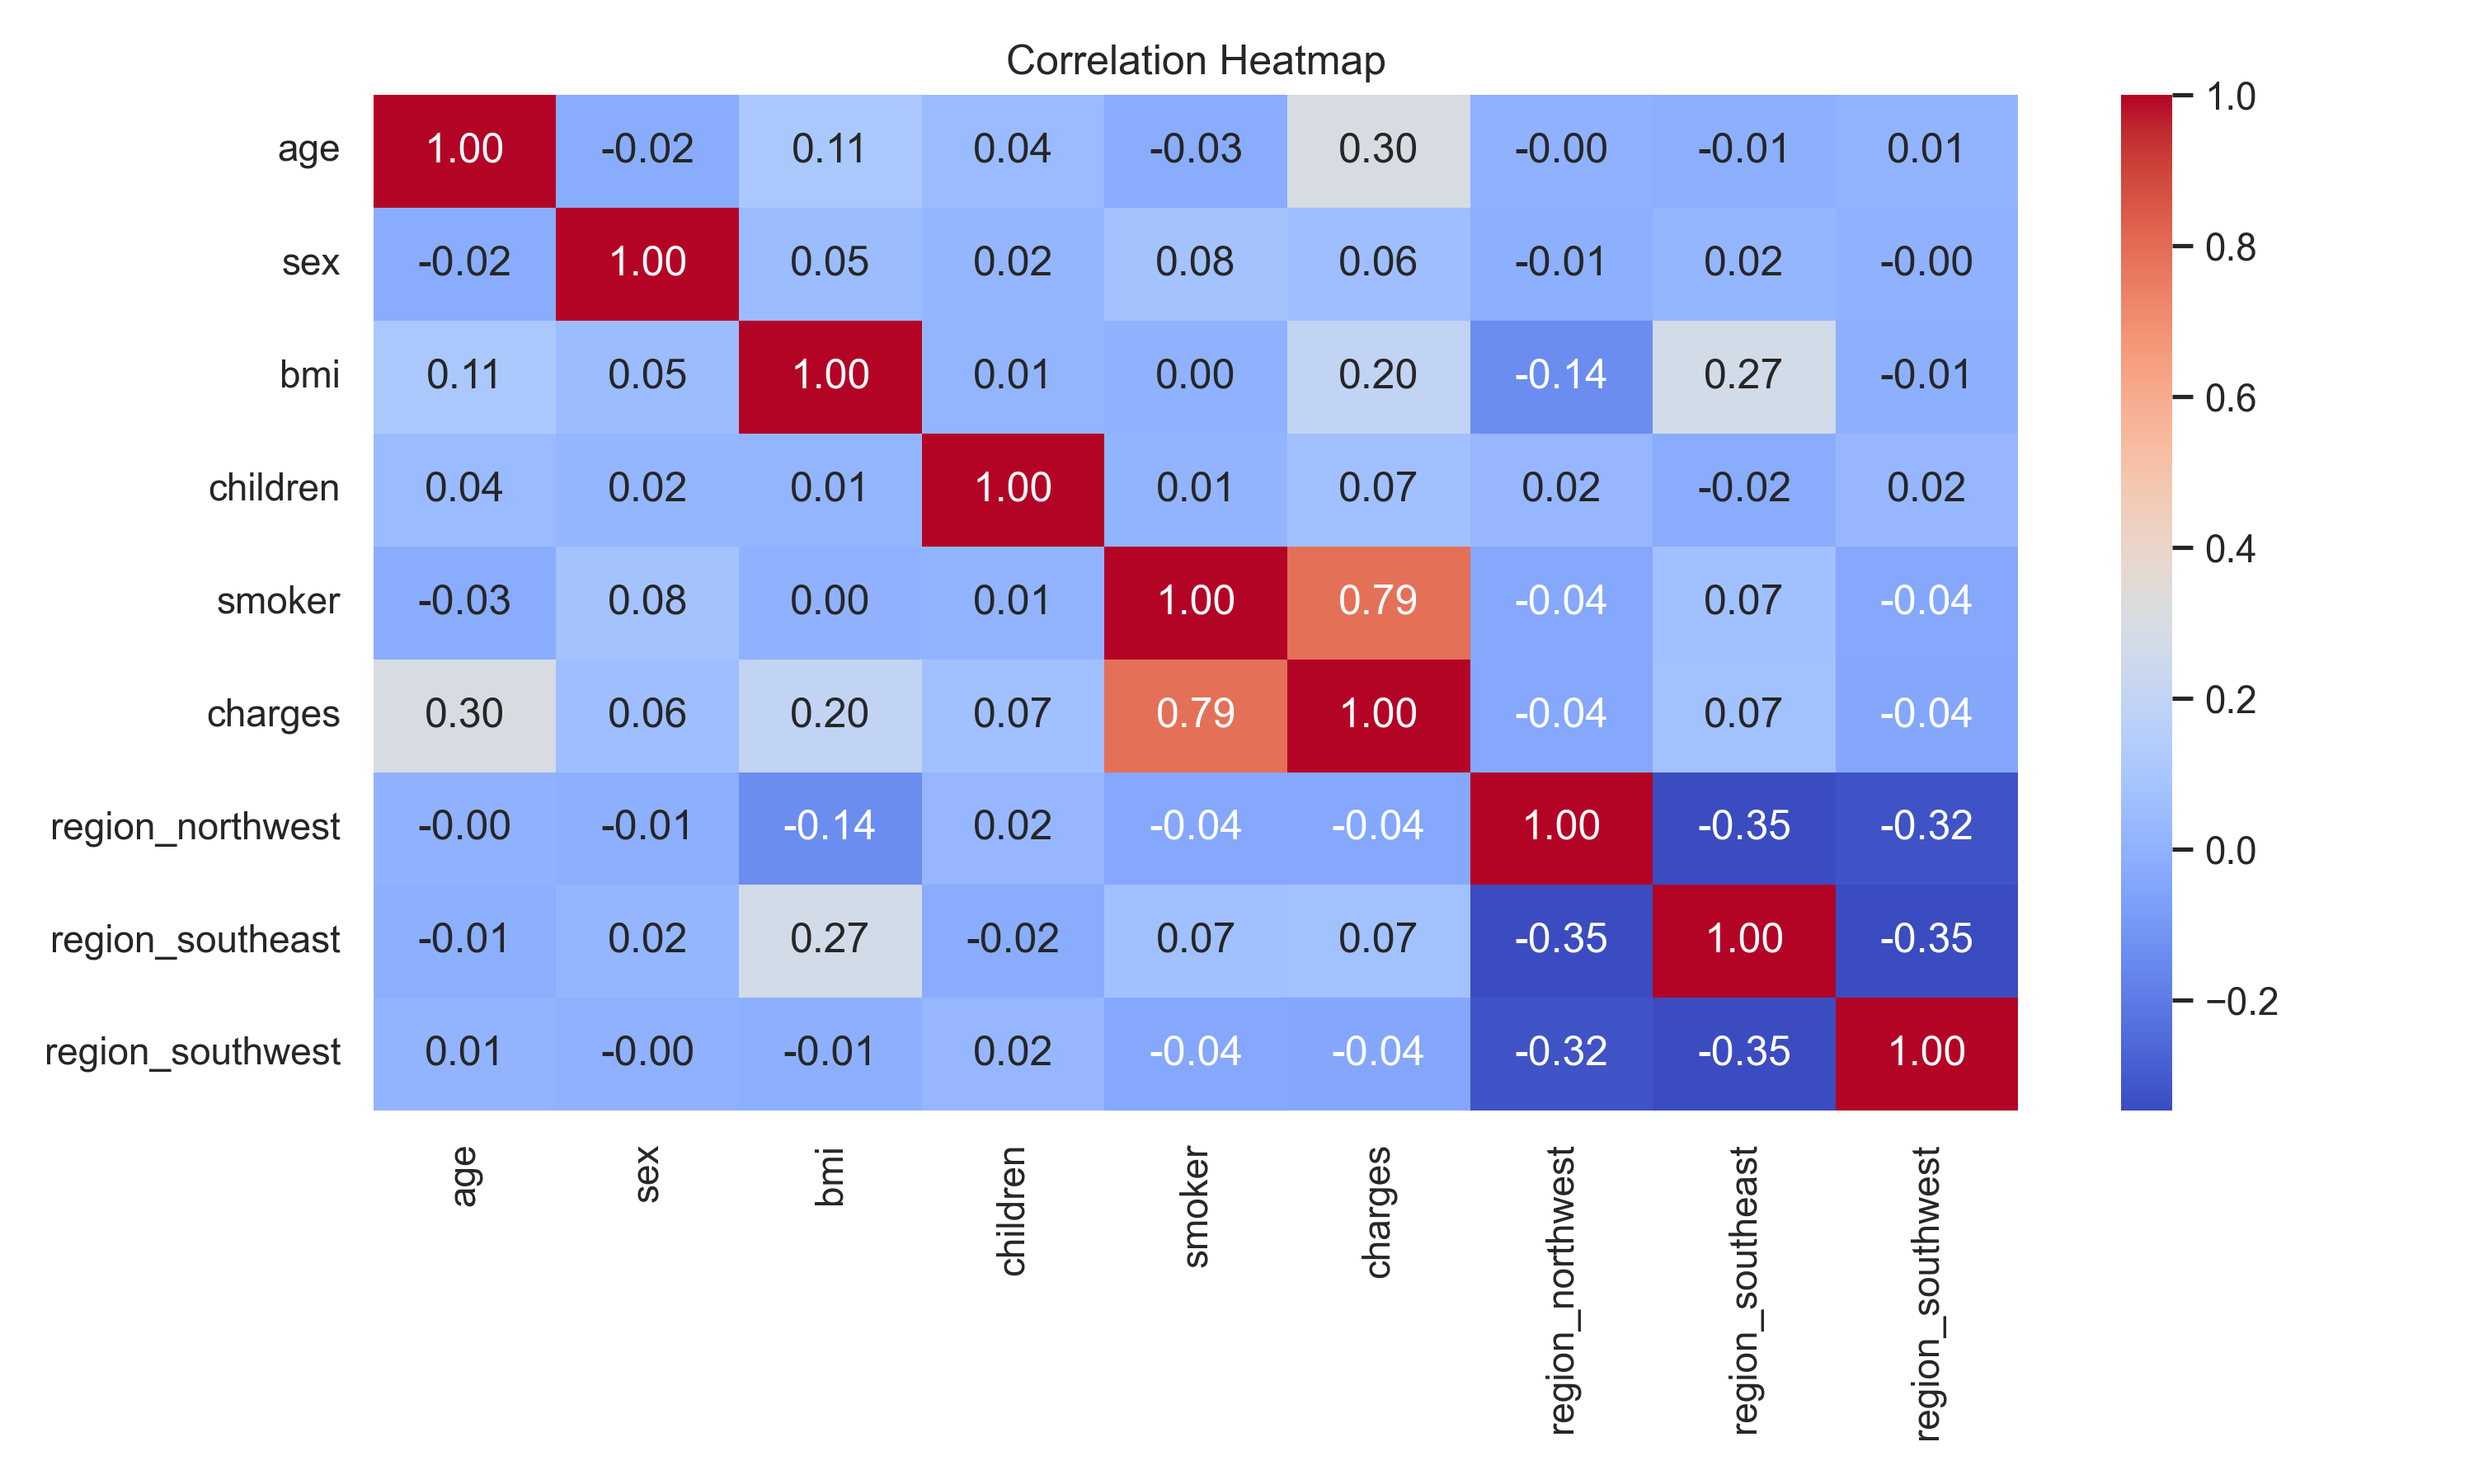 Correlation Heatmap
age 1.00 -0.02 0.11 0.04 -0.03 0.30 -0.00 -0.01 0.01
sex -0.02 1.00 0.05 0.02 0.08 0.06 -0.01 0.02 -0.00
bmi 0.11 0.05 1.00 0.01 0.00 0.20 -0.14 0.27 -0.01
children 0.04 0.02 0.01 1.00 0.01 0.07 0.02 -0.02 0.02
smoker -0.03 0.08 0.00 0.01 1.00 0.79 -0.04 0.07 -0.04
charges 0.30 0.06 0.20 0.07 0.79 1.00 -0.04 0.07 -0.04
region_northwest -0.00 -0.01 -0.14 0.02 -0.04 -0.04 1.00 -0.35 -0.32
region_southeast -0.01 0.02 0.27 -0.02 0.07 0.07 -0.35 1.00 -0.35
region_southwest 0.01 -0.00 -0.01 0.02 -0.04 -0.04 -0.32 -0.35 1.00
age
sex
bmi
children
smoker
charges
region_northwest
region_southeast
region_southwest
1.0
0.8
0.6
0.4
0.2
0.0
−0.2